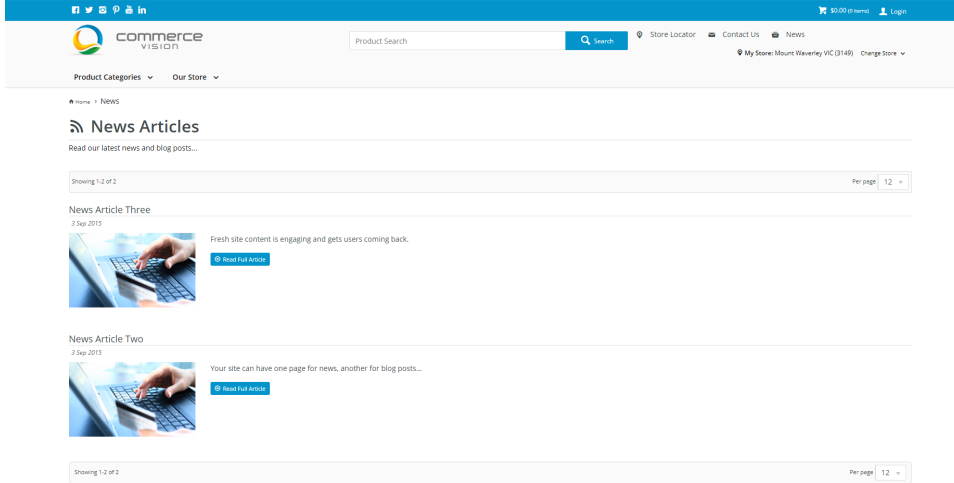 $0.00 (0 items) Login
commerce
VISION
Product Search
Search
Store Locator Contact Us News
My Store: Mount Waverley VIC (3149) Change Store
Product Categories Our Store
Home › News
News Articles
Read our latest news and blog posts...
Showing 1-2 of 2 Per page 12
News Article Three
3 Sep 2015
Fresh site content is engaging and gets users coming back.
Read Full Article
News Article Two
3 Sep 2015
Your site can have one page for news, another for blog posts...
Read Full Article
Showing 1-2 of 2 Per page 12